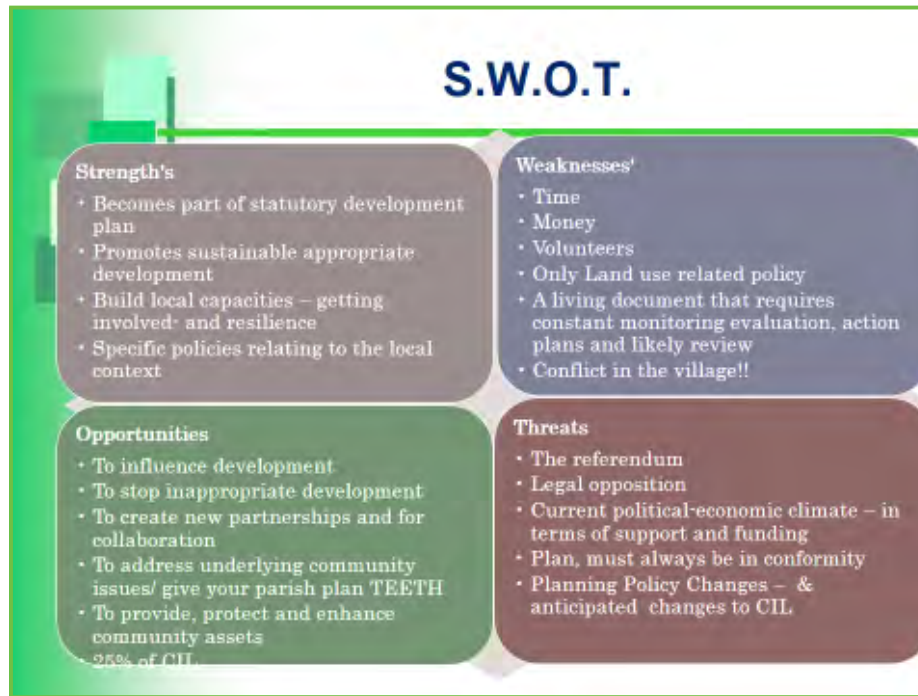 S.W.O.T.
Strength's
• Becomes part of statutory development
plan
• Promotes sustainable appropriate
development
• Build local capacities – getting
involved- and resilience
• Specific policies relating to the local
context
Weaknesses'
• Time
• Money
• Volunteers
• Only Land use related policy
• A living document that requires
constant monitoring evaluation, action
plans and likely review
• Conflict in the village!!
Opportunities
• To influence development
• To stop inappropriate development
• To create new partnerships and for
collaboration
• To address underlying community
issues/ give your parish plan TEETH
• To provide, protect and enhance
community assets
• 25% of CIL
Threats
• The referendum
• Legal opposition
• Current political-economic climate – in
terms of support and funding
• Plan, must always be in conformity
• Planning Policy Changes – &
anticipated changes to CIL